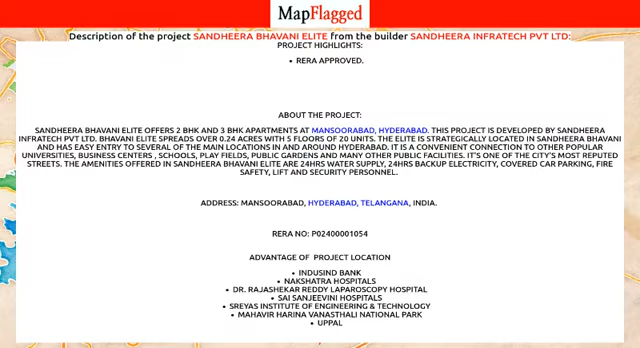 MapFlagged
Description of the project SANDHEERA BHAVANI ELITE from the builder SANDHEERA INFRATECH PVT LTD:
PROJECT HIGHLIGHTS:
• RERA APPROVED.
ABOUT THE PROJECT:
SANDHEERA BHAVANI ELITE OFFERS 2 BHK AND 3 BHK APARTMENTS AT MANSOORABAD, HYDERABAD. THIS PROJECT IS DEVELOPED BY SANDHEERA
INFRATECH PVT LTD. BHAVANI ELITE SPREADS OVER 0.24 ACRES WITH 5 FLOORS OF 20 UNITS. THE ELITE IS STRATEGICALLY LOCATED IN SANDHEERA BHAVANI
AND HAS EASY ENTRY TO SEVERAL OF THE MAIN LOCATIONS IN AND AROUND HYDERABAD. IT IS A CONVENIENT CONNECTION TO OTHER POPULAR
UNIVERSITIES, BUSINESS CENTERS , SCHOOLS, PLAY FIELDS, PUBLIC GARDENS AND MANY OTHER PUBLIC FACILITIES. IT'S ONE OF THE CITY'S MOST REPUTED
STREETS. THE AMENITIES OFFERED IN SANDHEERA BHAVANI ELITE ARE 24HRS WATER SUPPLY, 24HRS BACKUP ELECTRICITY, COVERED CAR PARKING, FIRE
SAFETY, LIFT AND SECURITY PERSONNEL.
ADDRESS: MANSOORABAD, HYDERABAD, TELANGANA, INDIA.
RERA NO: P02400001054
ADVANTAGE OF PROJECT LOCATION
• INDUSIND BANK
• NAKSHATRA HOSPITALS
• DR. RAJASHEKAR REDDY LAPAROSCOPY HOSPITAL
• SAI SANJEEVINI HOSPITALS
• SREYAS INSTITUTE OF ENGINEERING & TECHNOLOGY
• MAHAVIR HARINA VANASTHALI NATIONAL PARK
• UPPAL